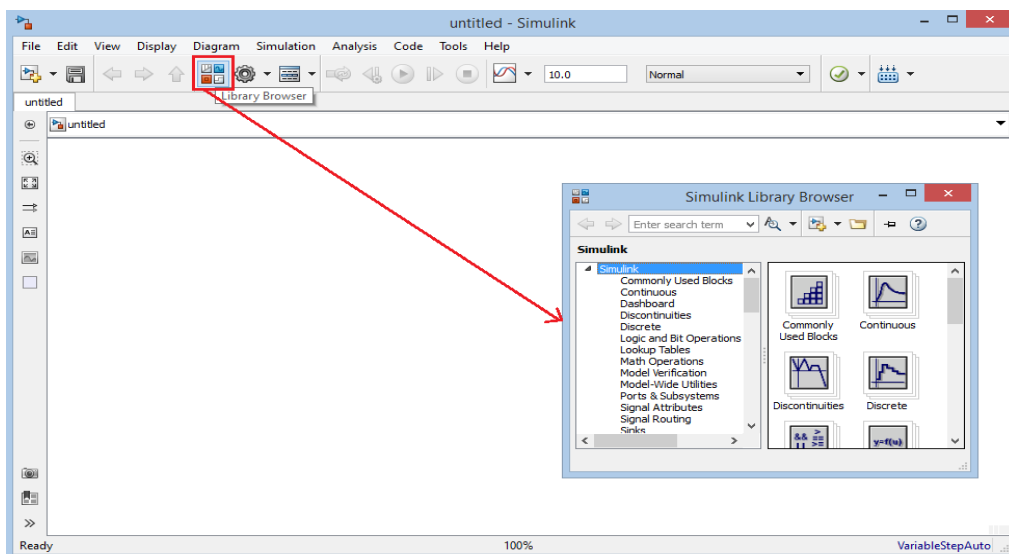 untitled - Simulink
File Edit View Display Diagram Simulation Analysis Code Tools Help
10.0 Normal
Library Browser
untitled
untitled
Simulink Library Browser
Enter search term
Simulink
Simulink
Commonly Used Blocks
Continuous
Dashboard
Discontinuities
Discrete
Logic and Bit Operations
Lookup Tables
Math Operations
Model Verification
Model-Wide Utilities
Ports & Subsystems
Signal Attributes
Signal Routing
Sinks
Commonly
Used Blocks
Continuous
Discontinuities
Discrete
y=f(u)
Ready 100% VariableStepAuto